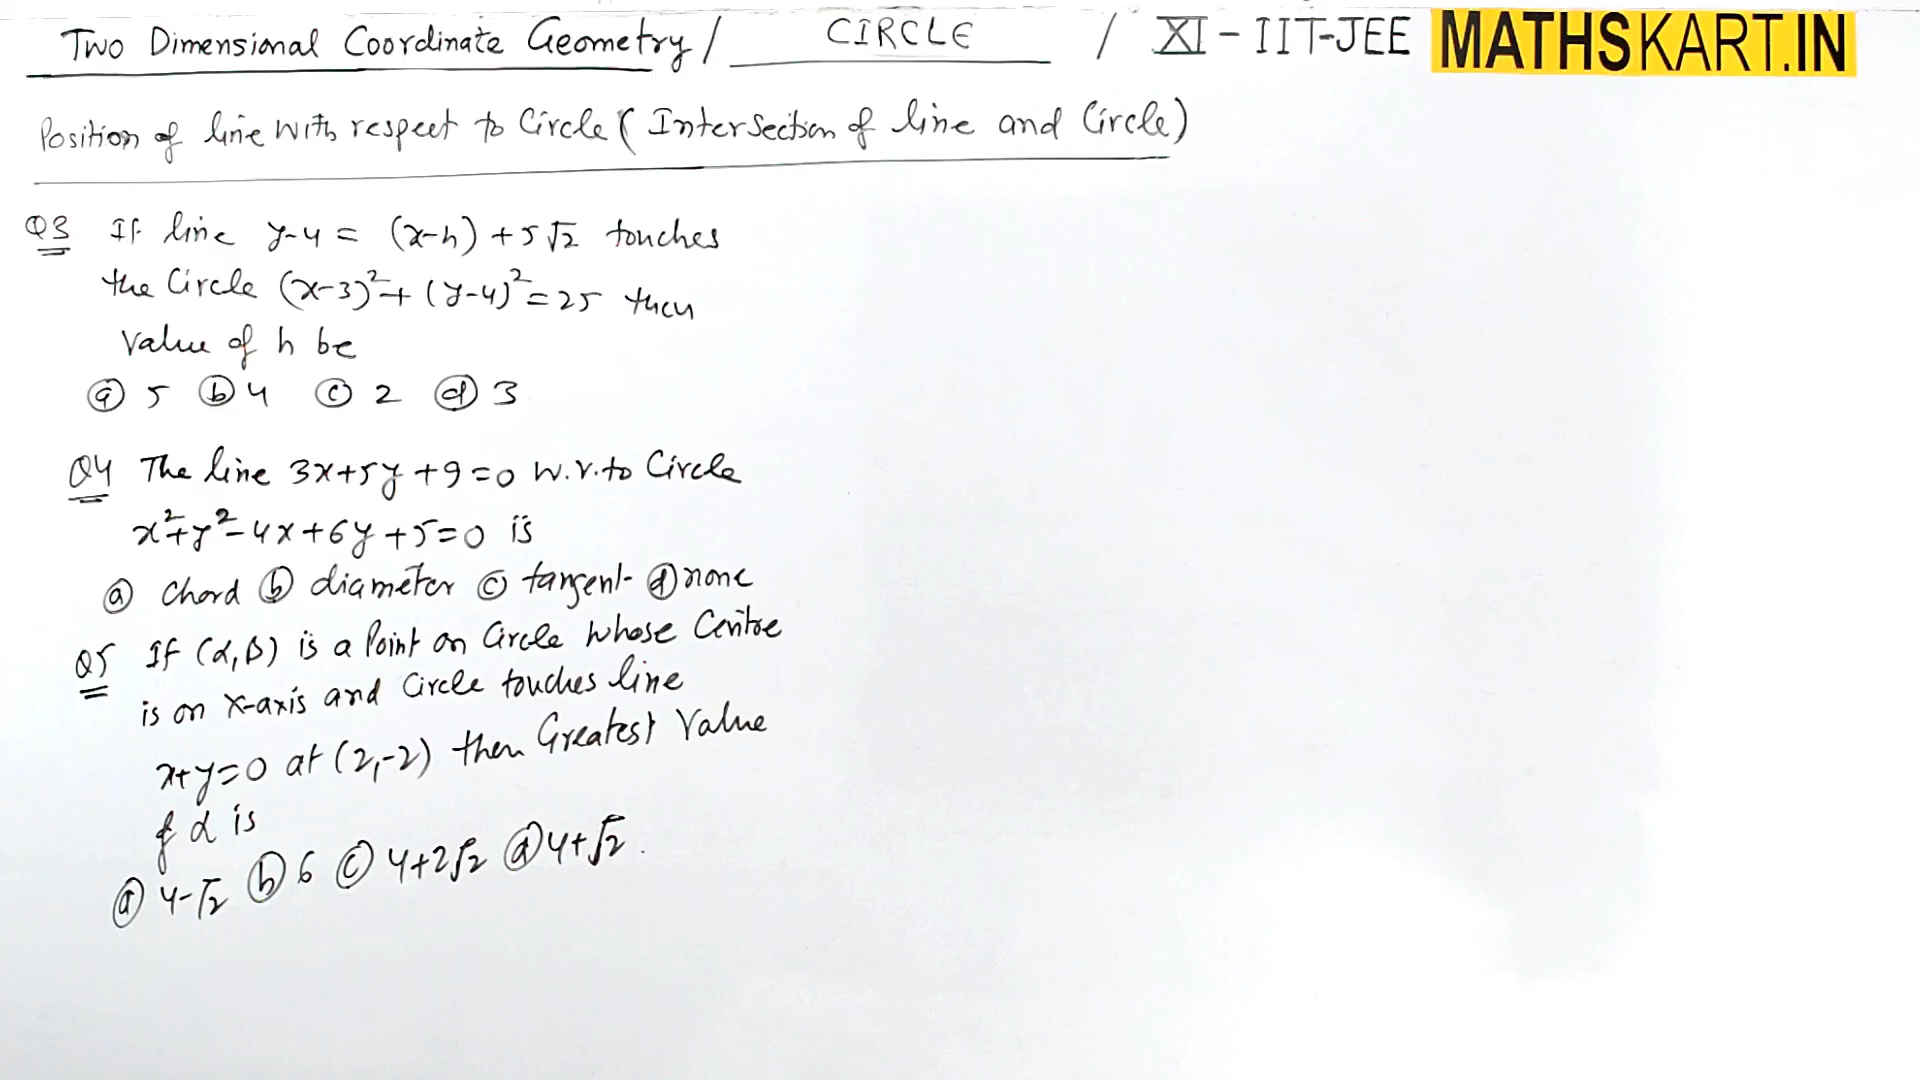 Two Dimensional Coordinate Geometry / CIRCLE / XI - IIT-JEE MATHSKART.IN
Position of line with respect to Circle ( Intersection of line and Circle)
Q3 If line y-4 = (x-h) +5√2 touches
the Circle (x-3)²+ (y-4)²=25 then
Value of h be
(a) 5 (b) 4 (c) 2 (d) 3
Q4 The line 3x+5y+9=0 w.r.to Circle
x²+y²-4x+6y+5=0 is
(a) Chord (b) diameter (c) tangent (d) none
Q5 If (α,β) is a Point on Circle whose Centre
is on x-axis and Circle touches line
x+y=0 at (2,-2) then Greatest Value
of α is
(a) 4-√2 (b) 6 (c) 4+2√2 (d) 4+√2.